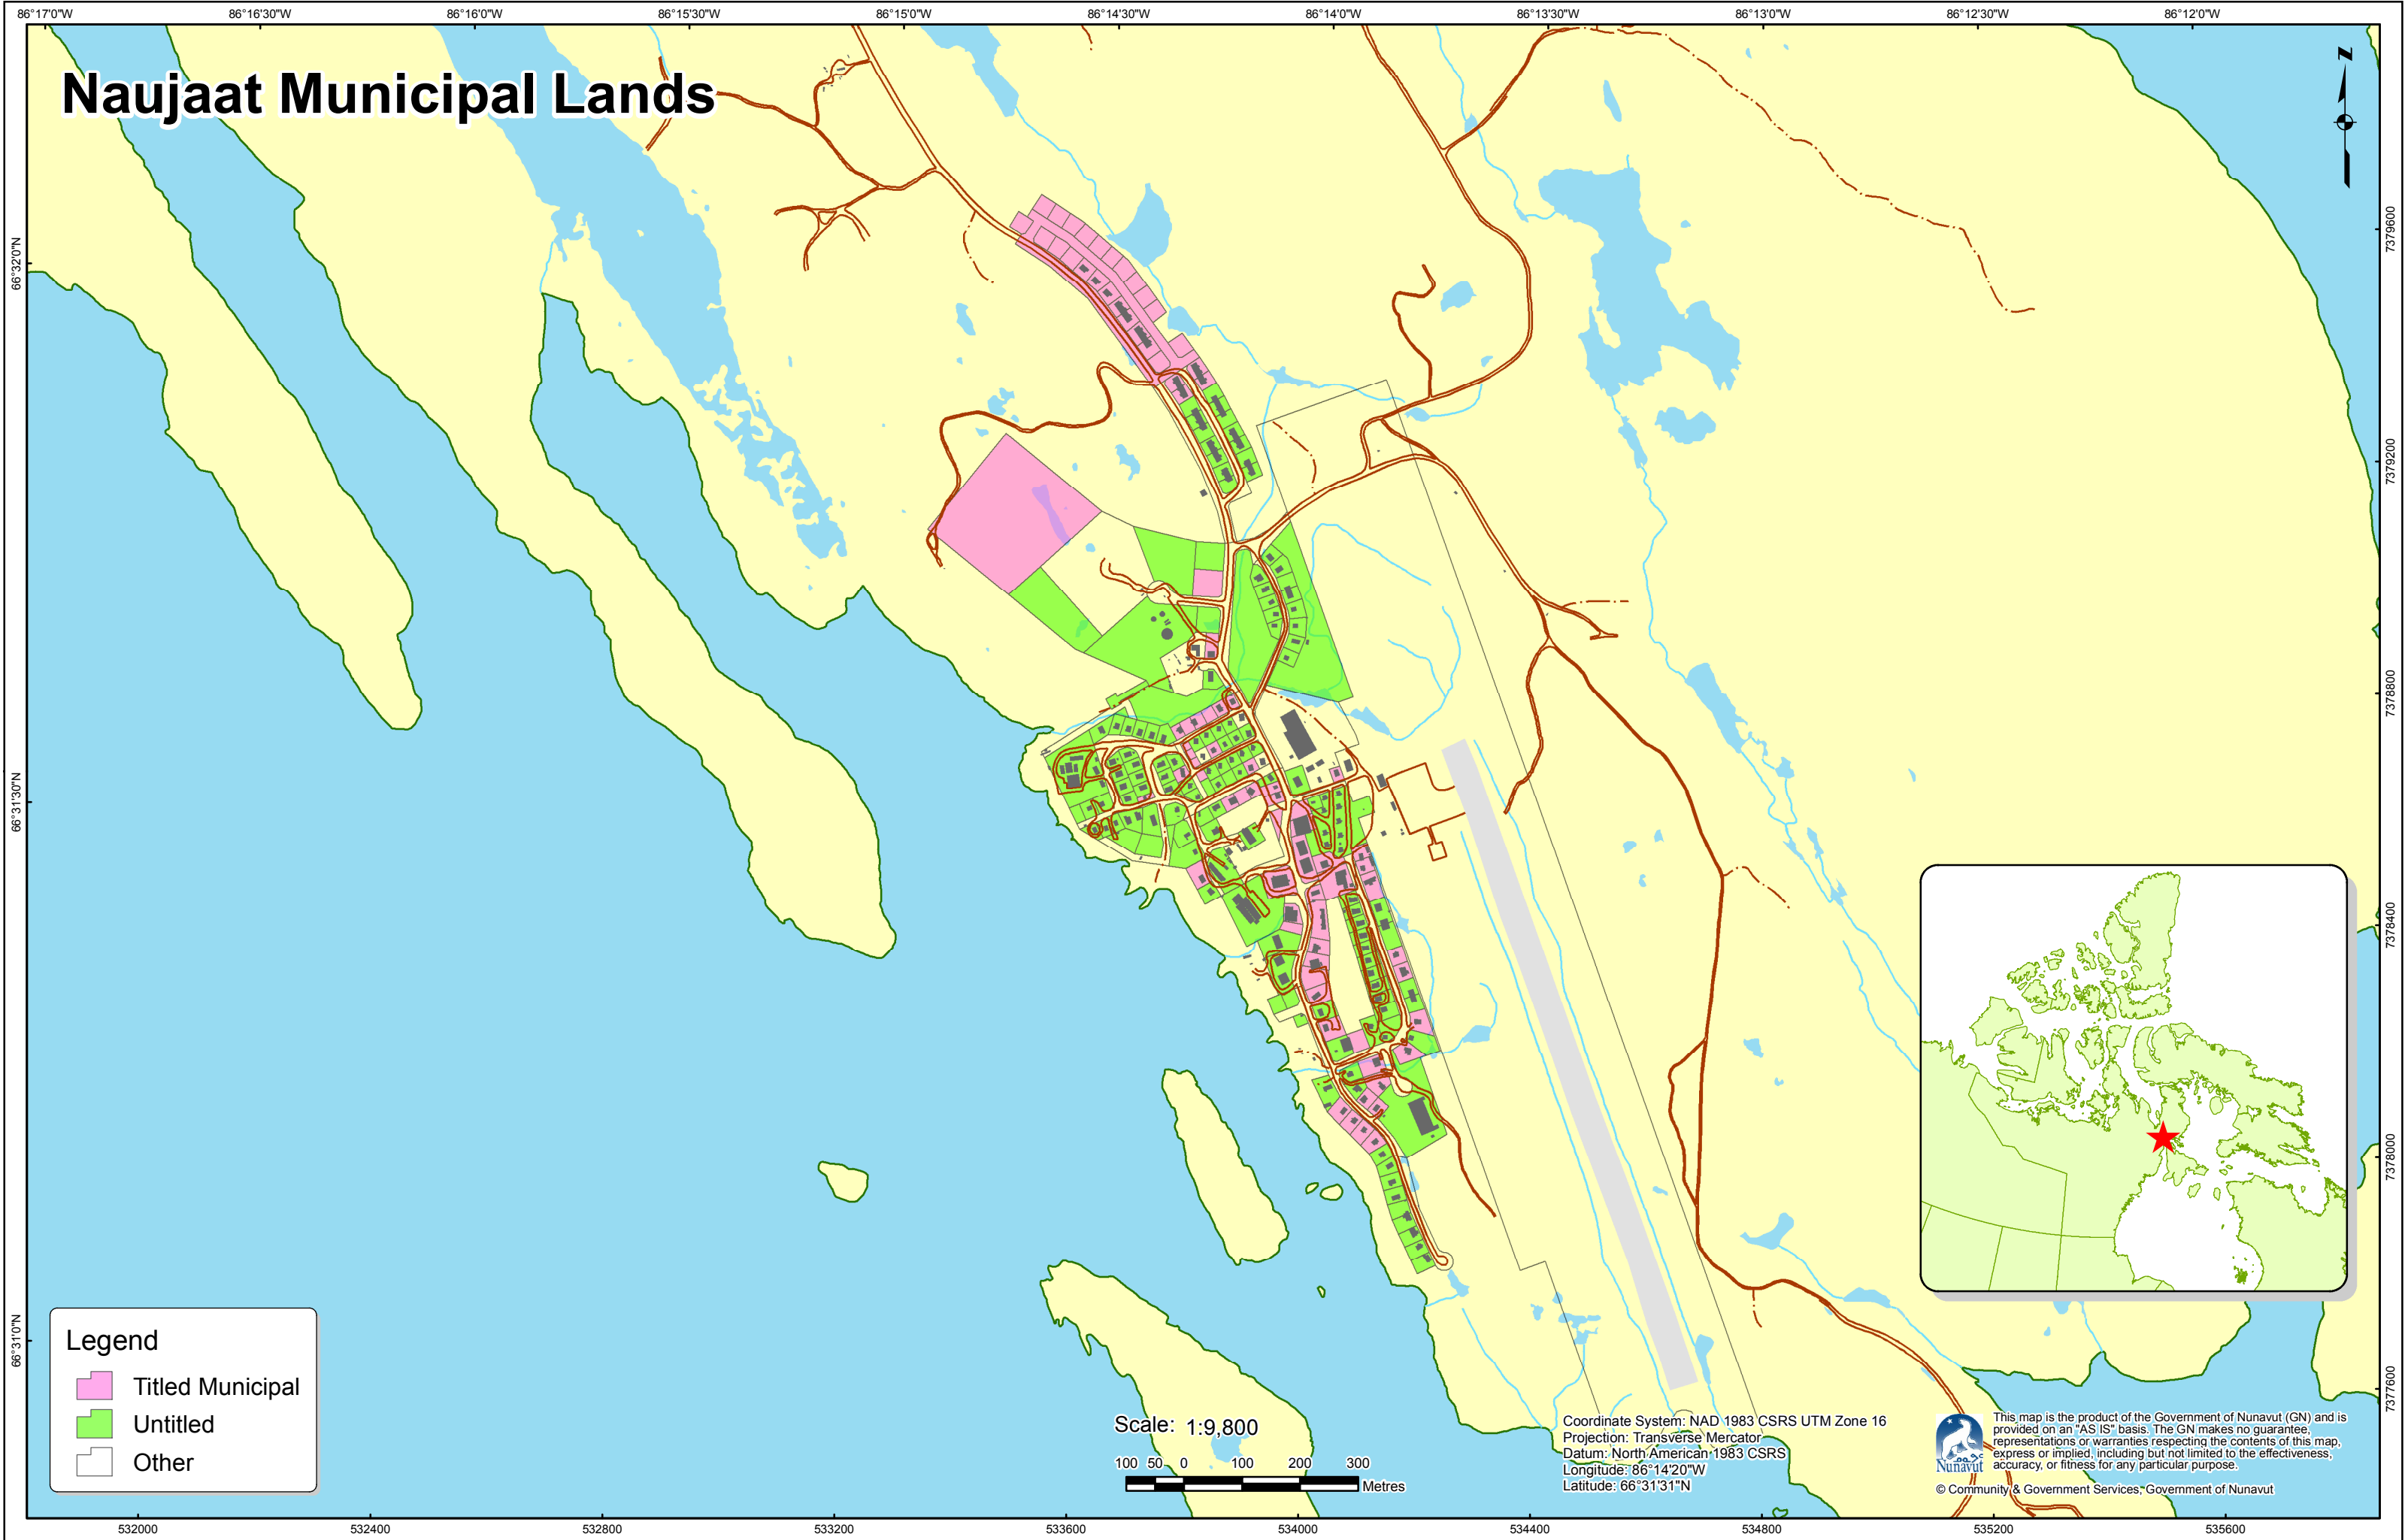 86°17'0"W 86°16'30"W 86°16'0"W 86°15'30"W 86°15'0"W 86°14'30"W 86°14'0"W 86°13'30"W 86°13'0"W 86°12'30"W 86°12'0"W
Naujaat Municipal Lands
N
66°32'0"N
66°31'30"N
66°31'0"N
7379600
7379200
7378800
7378400
7378000
7377600
Legend
Titled Municipal
Untitled
Other
Scale: 1:9,800
100 50 0 100 200 300
Metres
Coordinate System: NAD 1983 CSRS UTM Zone 16
Projection: Transverse Mercator
Datum: North American 1983 CSRS
Longitude: 86°14'20"W
Latitude: 66°31'31"N
Nunavut
This map is the product of the Government of Nunavut (GN) and is
provided on an "AS IS" basis. The GN makes no guarantee,
representations or warranties respecting the contents of this map,
express or implied, including but not limited to the effectiveness,
accuracy, or fitness for any particular purpose.
© Community & Government Services, Government of Nunavut
532000 532400 532800 533200 533600 534000 534400 534800 535200 535600